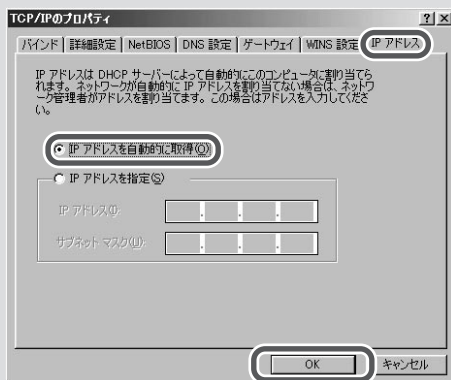 TCP/IPのプロパティ
バインド 詳細設定 NetBIOS DNS 設定 ゲートウェイ WINS 設定 IP アドレス
IP アドレスは DHCP サーバーによって自動的にこのコンピュータに割り当てら
れます。ネットワークが自動的に IP アドレスを割り当てない場合は、ネットワ
ーク管理者がアドレスを割り当てます。この場合はアドレスを入力してくださ
い。
IP アドレスを自動的に取得(O)
IP アドレスを指定(S)
IP アドレス(I):
サブネット マスク(U):
OK キャンセル